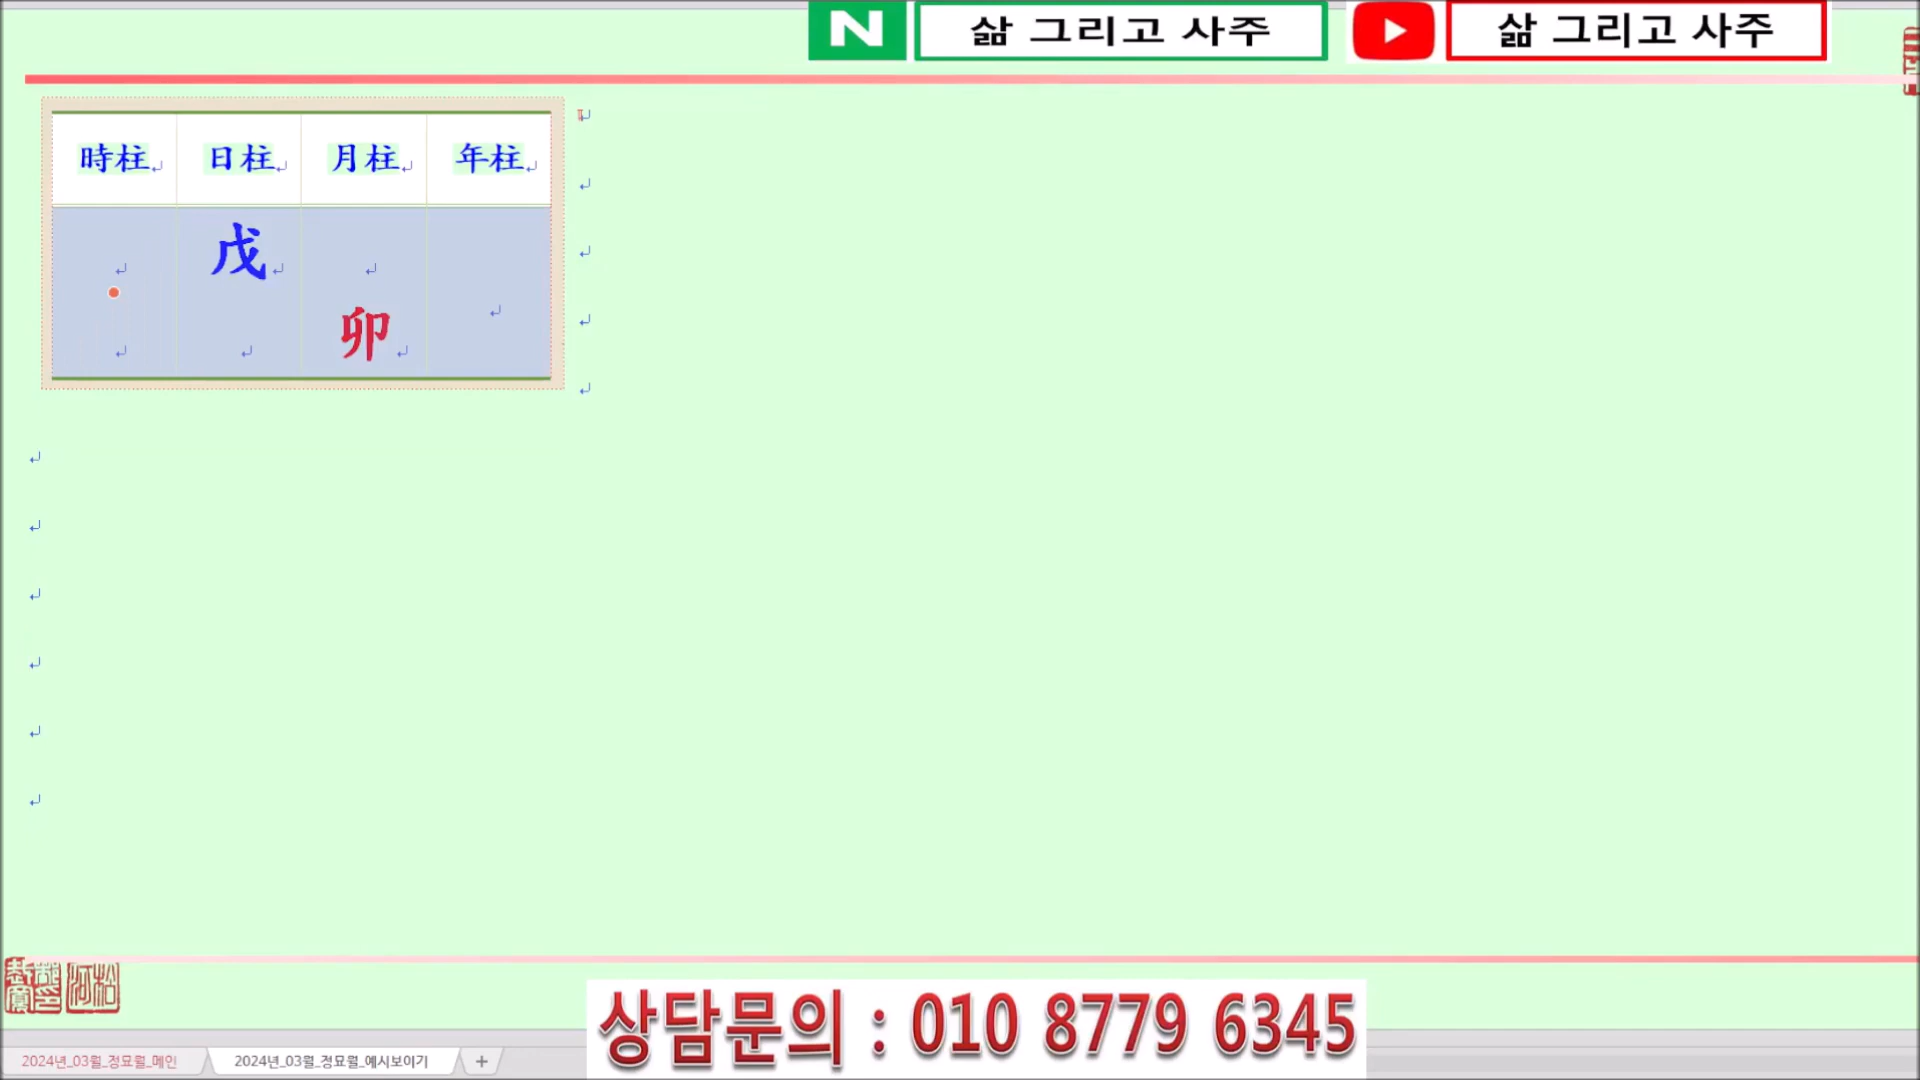 N 삶 그리고 사주 삶 그리고 사주
時柱 日柱 月柱 年柱
戊
卯
상담문의 : 010 8779 6345
2024년_03월_정묘월_메인 2024년_03월_정묘월_예시보이기 +